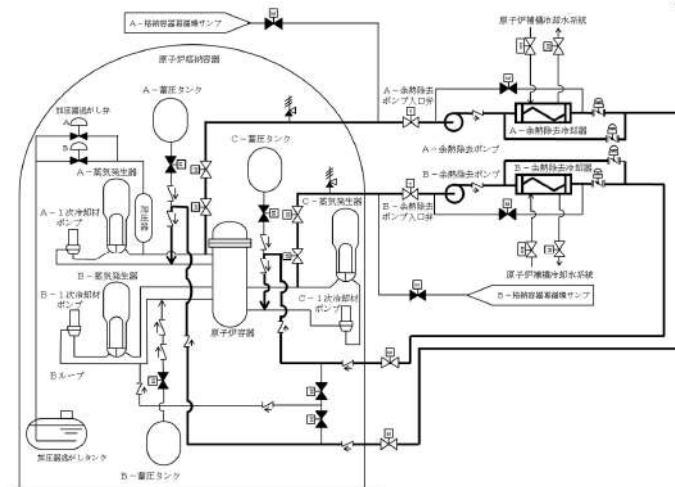 A-格納容器再循環サンプ
原子炉補機冷却水系統
原子炉格納容器
A-蓄圧タンク
A-余熱除去
ポンプ入口弁
加圧器逃がし弁
A
B
A-余熱除去冷却器
C-蓄圧タンク
A-余熱除去ポンプ
B-余熱除去ポンプ
B-余熱除去冷却器
A-蒸気発生器
C-蒸気発生器
B-余熱除去
ポンプ入口弁
加圧器
A-1次冷却材
ポンプ
B-蒸気発生器
原子炉補機冷却水系統
B-格納容器再循環サンプ
B-1次冷却材
ポンプ
C-1次冷却材
ポンプ
原子炉容器
Bループ
加圧器逃がしタンク
B-蓄圧タンク